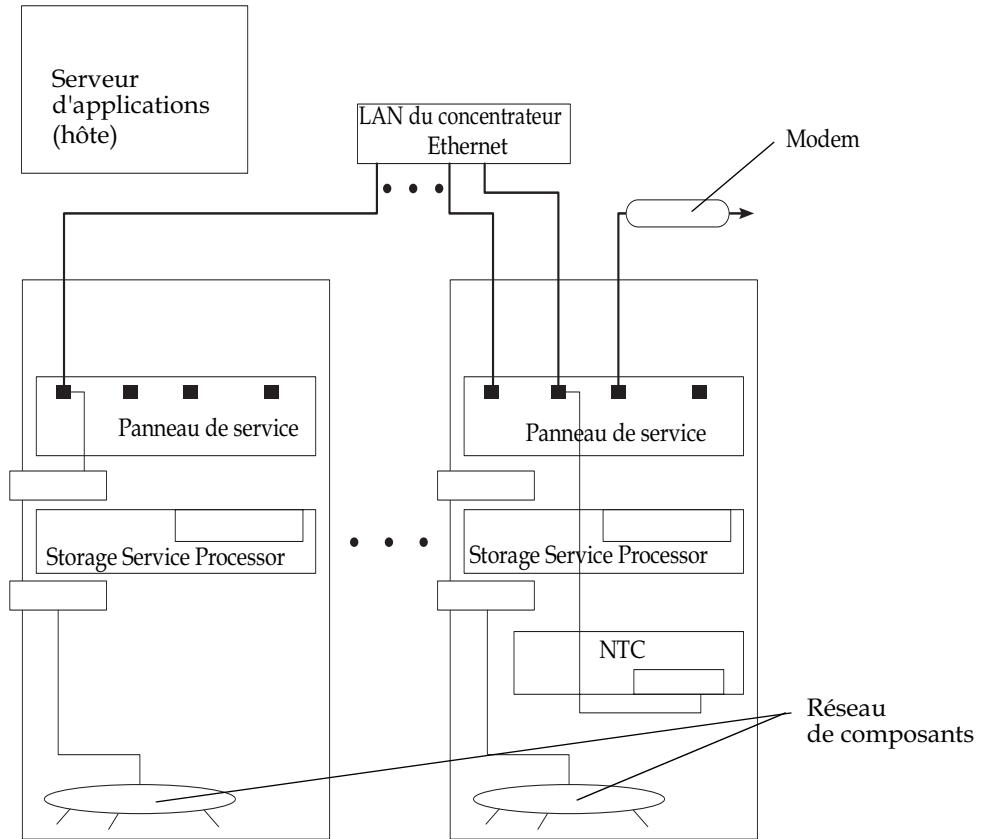 Serveur
d'applications
(hôte)
LAN du concentrateur
Ethernet
Modem
Panneau de service
Panneau de service
Storage Service Processor
Storage Service Processor
NTC
Réseau
de composants